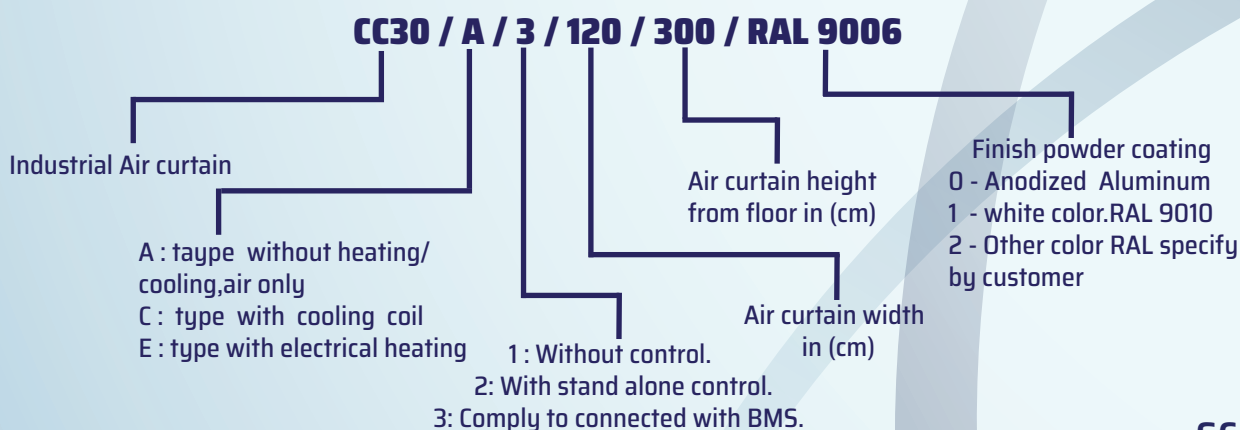 CC30 / A / 3 / 120 / 300 / RAL 9006
Industrial Air curtain
A : taype without heating/
cooling,air only
C : type with cooling coil
E : type with electrical heating
1 : Without control.
2: With stand alone control.
3: Comply to connected with BMS.
Air curtain width
in (cm)
Air curtain height
from floor in (cm)
Finish powder coating
0 - Anodized Aluminum
1 - white color.RAL 9010
2 - Other color RAL specify
by customer